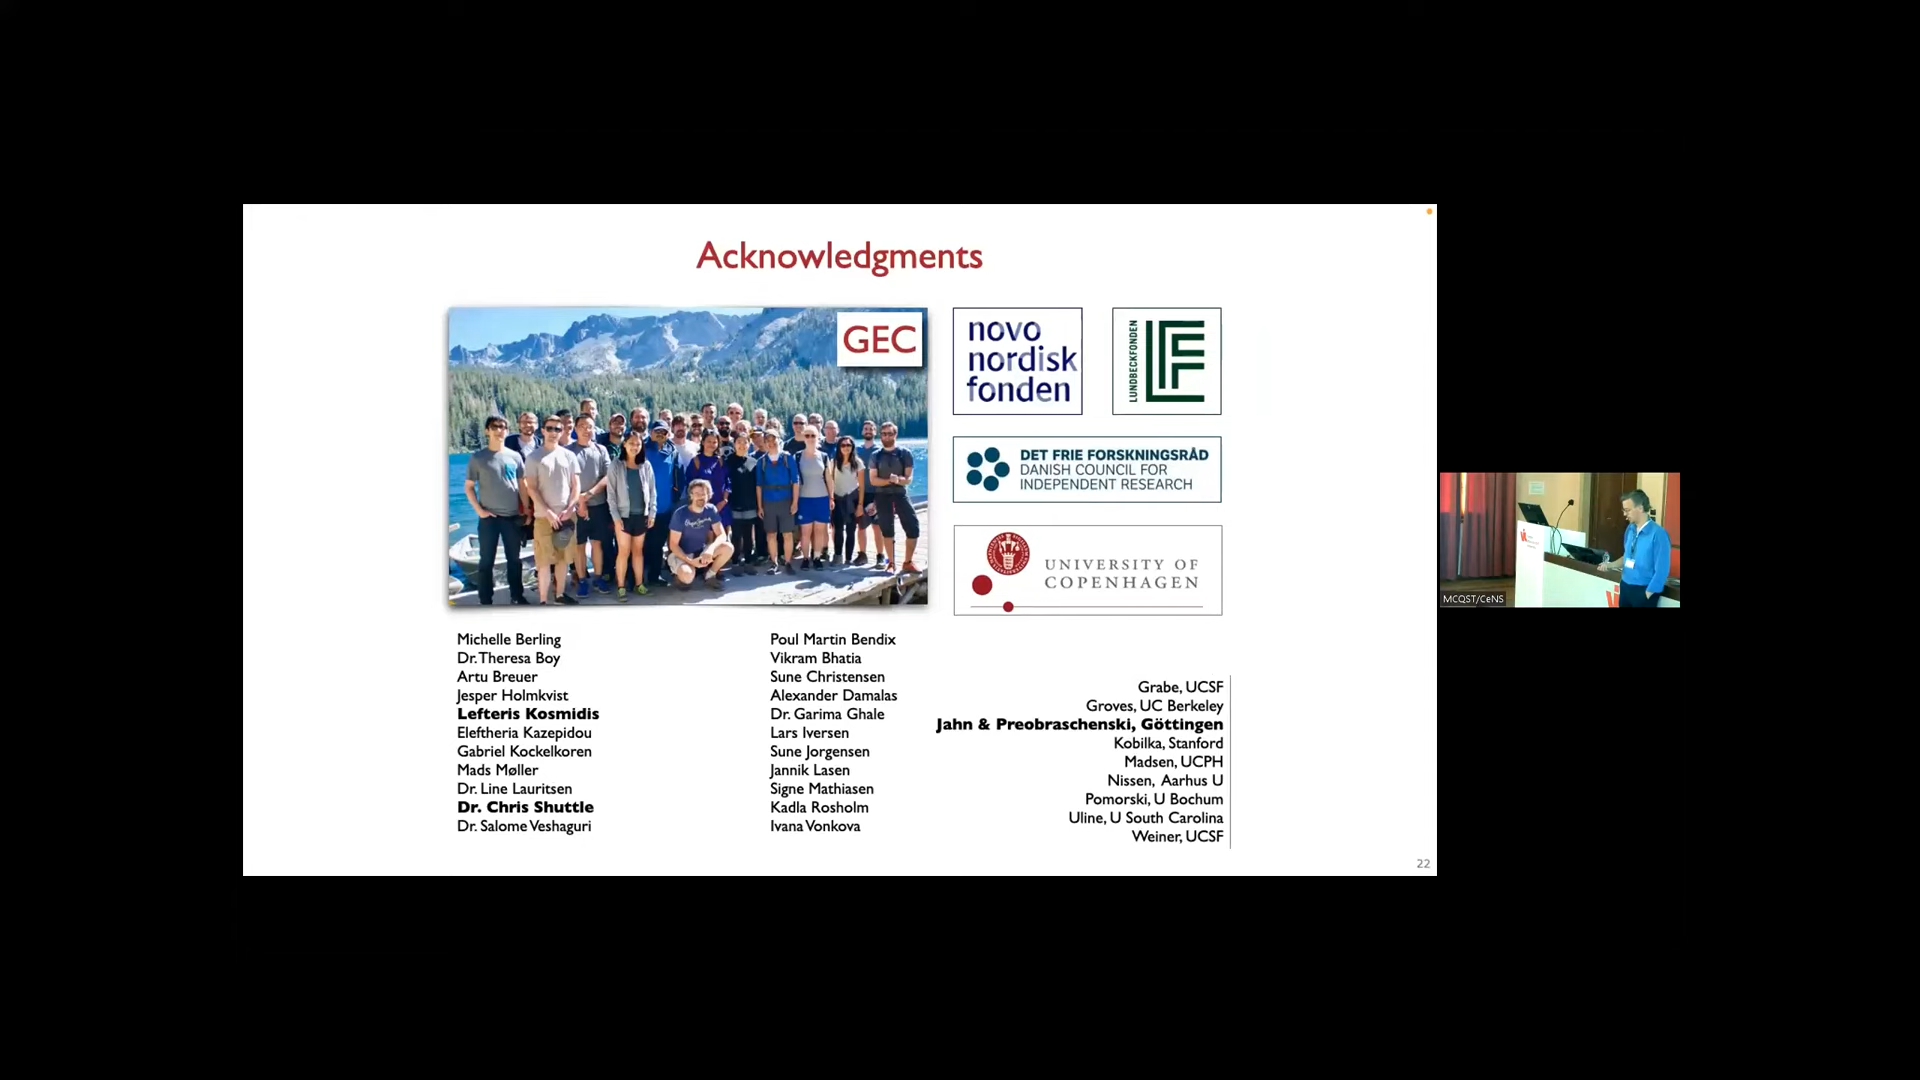 Acknowledgments
GEC
novo
nordisk
fonden
LUNDBECKFONDEN
DET FRIE FORSKNINGSRÅD
DANISH COUNCIL FOR
INDEPENDENT RESEARCH
UNIVERSITY OF
COPENHAGEN
Michelle Berling
Dr. Theresa Boy
Artu Breuer
Jesper Holmkvist
Lefteris Kosmidis
Eleftheria Kazepidou
Gabriel Kockelkoren
Mads Møller
Dr. Line Lauritsen
Dr. Chris Shuttle
Dr. Salome Veshaguri
Poul Martin Bendix
Vikram Bhatia
Sune Christensen
Alexander Damalas
Dr. Garima Ghale
Lars Iversen
Sune Jorgensen
Jannik Lasen
Signe Mathiasen
Kadla Rosholm
Ivana Vonkova
Grabe, UCSF
Groves, UC Berkeley
Jahn & Preobraschenski, Göttingen
Kobilka, Stanford
Madsen, UCPH
Nissen, Aarhus U
Pomorski, U Bochum
Uline, U South Carolina
Weiner, UCSF
22
MCQST/CeNS